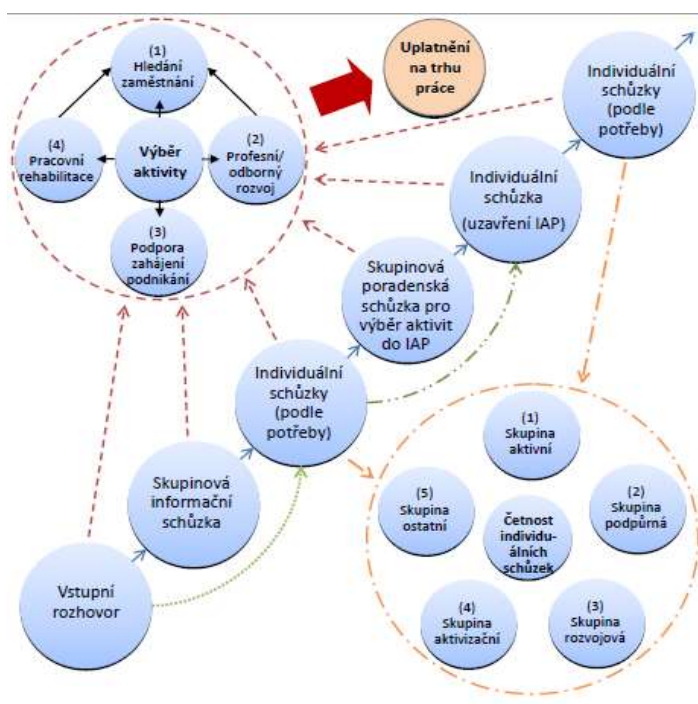 (1)
Hledání
zaměstnání
(4)
Pracovní
rehabilitace
Výběr
aktivity
(2)
Profesní/
odborný
rozvoj
(3)
Podpora
zahájení
podnikání
Uplatnění
na trhu
práce
Individuální
schůzky
(podle
potřeby)
Individuální
schůzka
(uzavření IAP)
Skupinová
poradenská
schůzka pro
výběr aktivit
do IAP
Individuální
schůzky
(podle
potřeby)
Skupinová
informační
schůzka
Vstupní
rozhovor
(1)
Skupina
aktivní
(5)
Skupina
ostatní
Četnost
individu-
álních
schůzek
(2)
Skupina
podpůrná
(4)
Skupina
aktivizační
(3)
Skupina
rozvojová